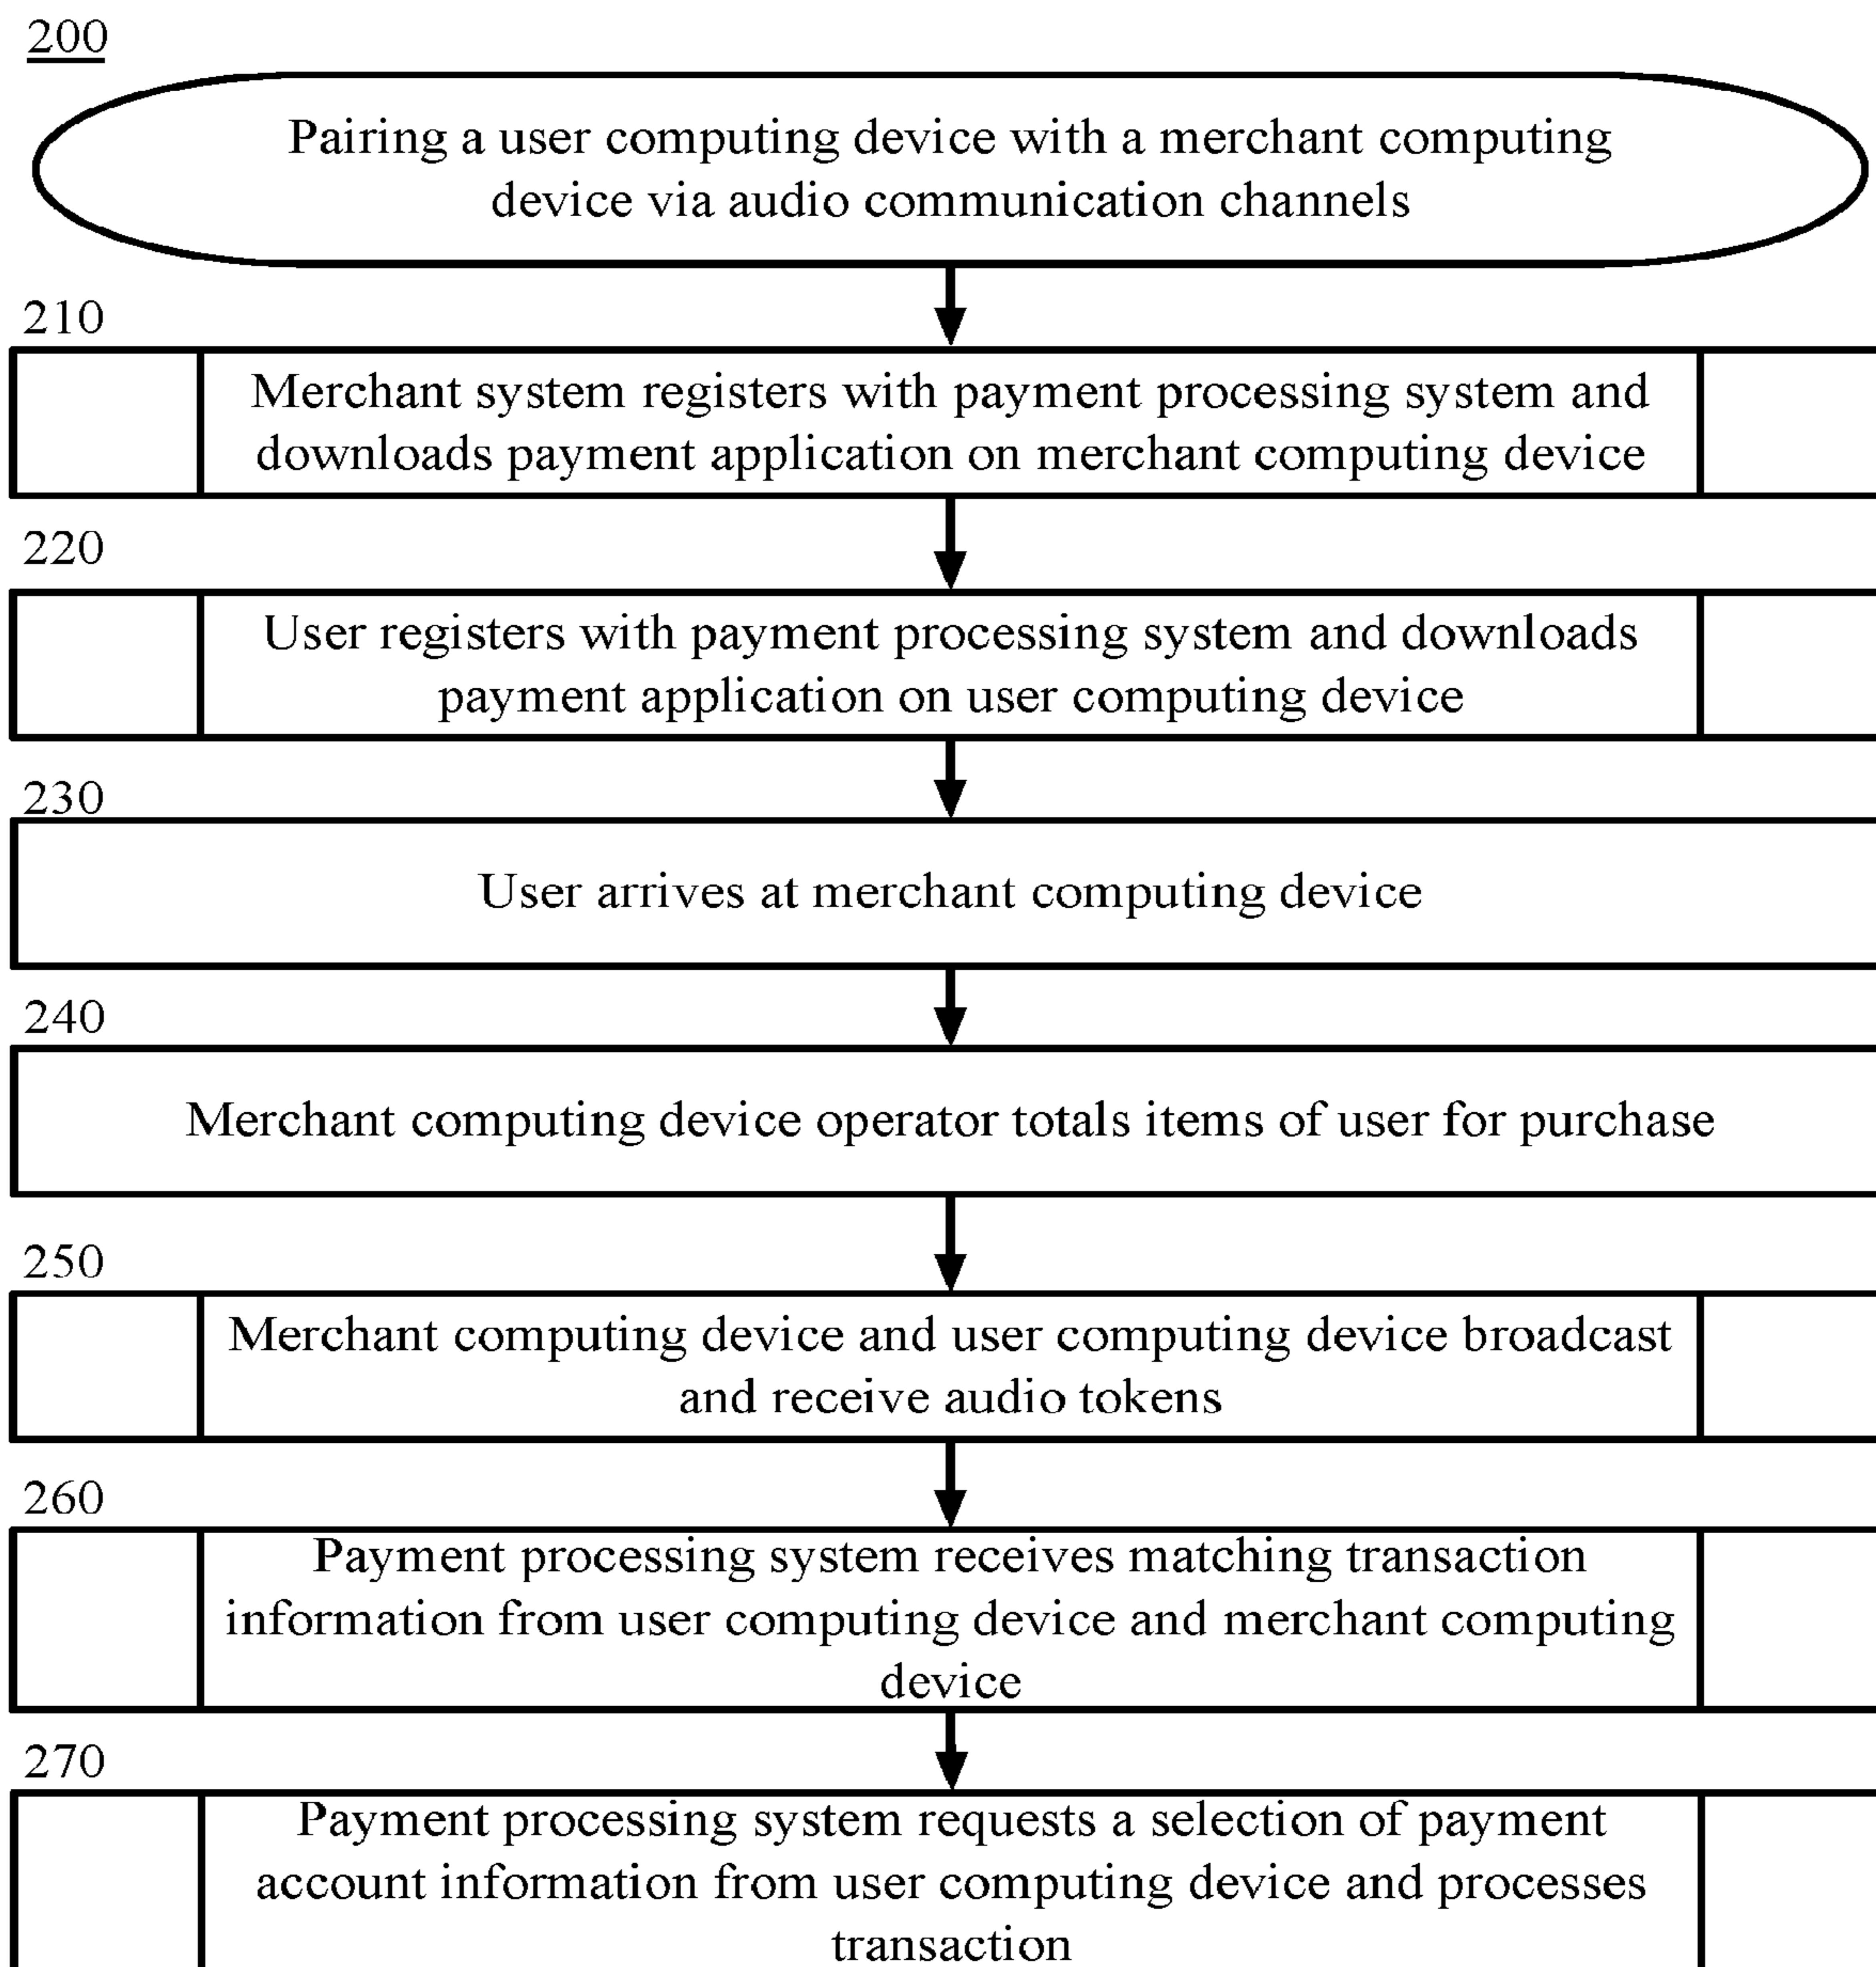 200
Pairing a user computing device with a merchant computing
device via audio communication channels
210
Merchant system registers with payment processing system and
downloads payment application on merchant computing device
220
User registers with payment processing system and downloads
payment application on user computing device
230
User arrives at merchant computing device
240
Merchant computing device operator totals items of user for purchase
250
Merchant computing device and user computing device broadcast
and receive audio tokens
260
Payment processing system receives matching transaction
information from user computing device and merchant computing
device
270
Payment processing system requests a selection of payment
account information from user computing device and processes
transaction